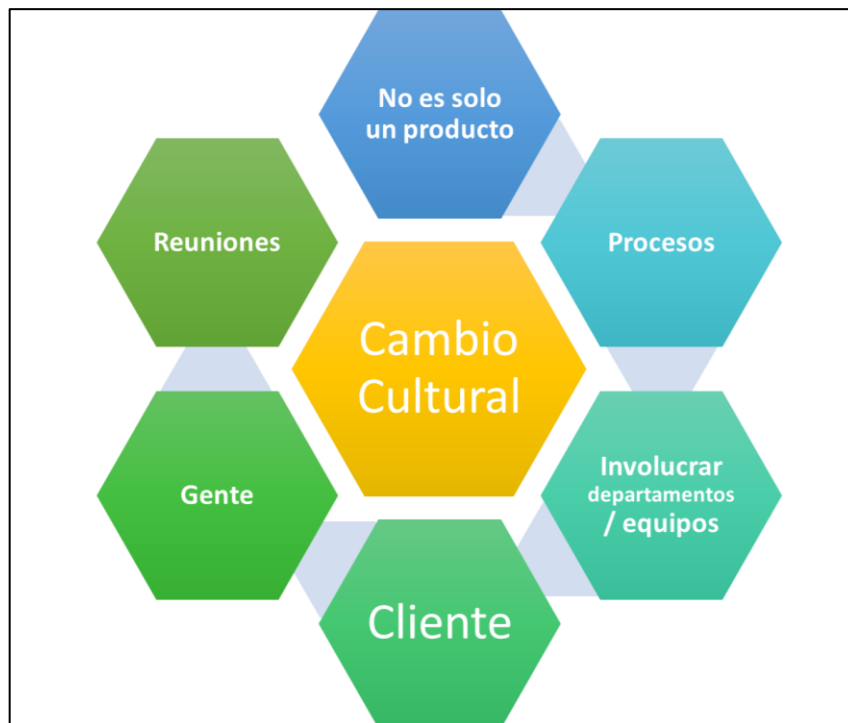 No es solo
un producto
Procesos
Involucrar
departamentos
/ equipos
Cliente
Gente
Reuniones
Cambio
Cultural